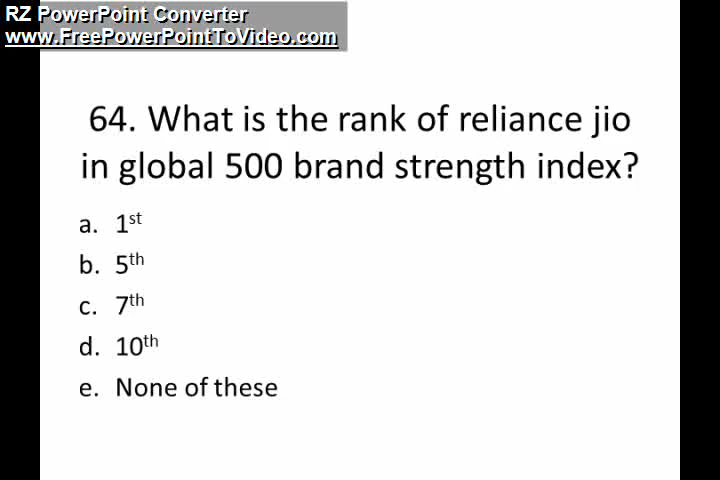 RZ PowerPoint Converter
www.FreePowerPointToVideo.com
64. What is the rank of reliance jio
in global 500 brand strength index?
a. 1st
b. 5th
c. 7th
d. 10th
e. None of these